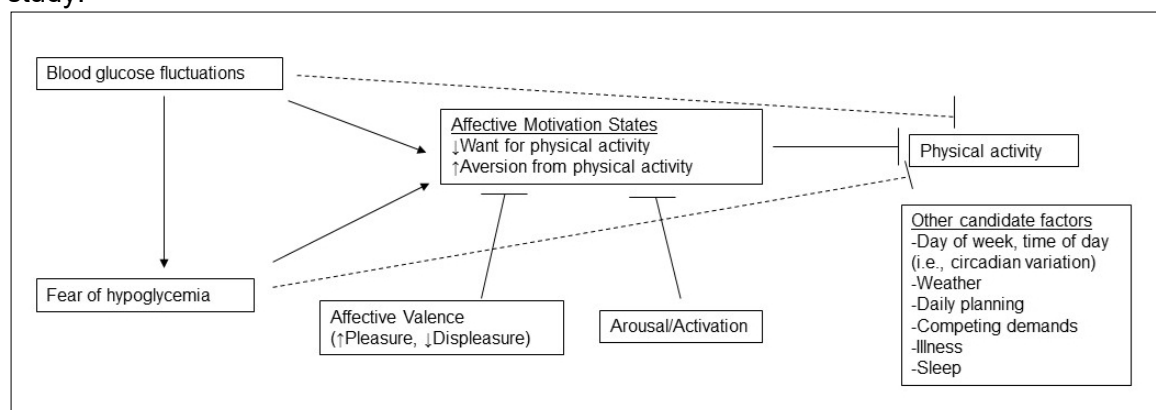 study.
Blood glucose fluctuations
Affective Motivation States
↓Want for physical activity
↑Aversion from physical activity
Physical activity
Fear of hypoglycemia
Affective Valence
(↑Pleasure, ↓Displeasure)
Arousal/Activation
Other candidate factors
-Day of week, time of day
(i.e., circadian variation)
-Weather
-Daily planning
-Competing demands
-Illness
-Sleep